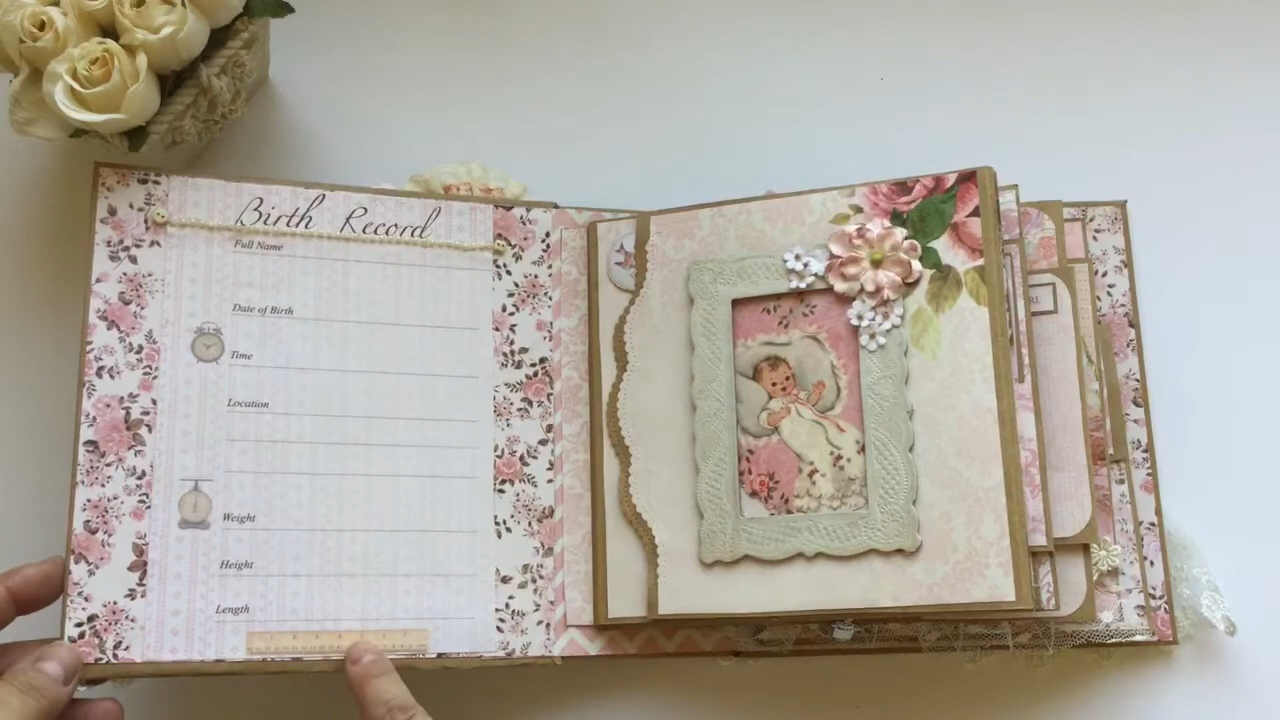 Birth Record
Full Name
Date of Birth
Time
Location
Weight
Height
Length